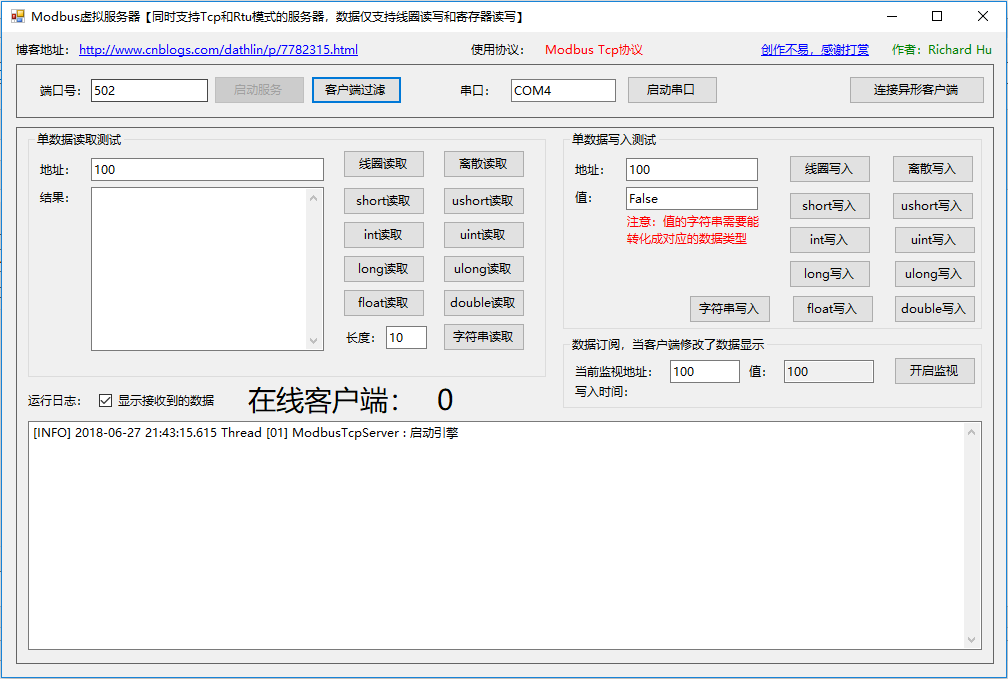 Modbus虚拟服务器【同时支持Tcp和Rtu模式的服务器，数据仅支持线圈读写和寄存器读写】
博客地址： http://www.cnblogs.com/dathlin/p/7782315.html 使用协议： Modbus Tcp协议 创作不易，感谢打赏 作者：Richard Hu
端口号： 502 启动服务 客户端过滤 串口： COM4 启动串口 连接异形客户端
单数据读取测试
地址： 100 线圈读取 离散读取
结果： short读取 ushort读取
int读取 uint读取
long读取 ulong读取
float读取 double读取
长度： 10 字符串读取
单数据写入测试
地址： 100 线圈写入 离散写入
值： False short写入 ushort写入
注意：值的字符串需要能
转化成对应的数据类型 int写入 uint写入
long写入 ulong写入
字符串写入 float写入 double写入
数据订阅，当客户端修改了数据显示
当前监视地址： 100 值： 100 开启监视
写入时间：
运行日志： 显示接收到的数据 在线客户端： 0
[INFO] 2018-06-27 21:43:15.615 Thread [01] ModbusTcpServer : 启动引擎